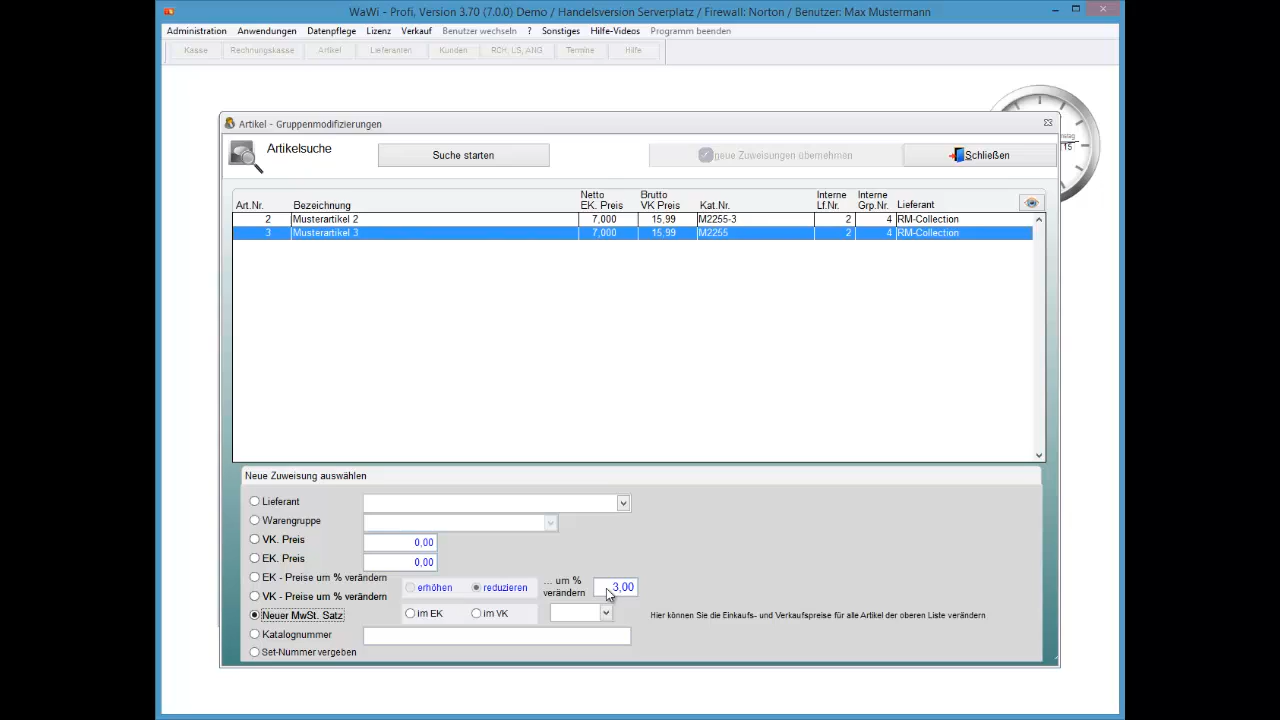 WaWi - Profi, Version 3.70 (7.0.0) Demo / Handelsversion Serverplatz / Firewall: Norton / Benutzer: Max Mustermann
Administration Anwendungen Datenpflege Lizenz Verkauf Benutzer wechseln ? Sonstiges Hilfe-Videos Programm beenden
Kasse Rechnungskasse Artikel Lieferanten Kunden RCH, LS, ANG Termine Hilfe
Artikel - Gruppenmodifizierungen
Artikelsuche Suche starten neue Zuweisungen übernehmen Schließen
15
Netto Brutto Interne Interne
Art.Nr. Bezeichnung EK. Preis VK Preis Kat.Nr. Lf.Nr. Grp.Nr. Lieferant
2 Musterartikel 2 7,000 15,99 M2255-3 2 4 RM-Collection
3 Musterartikel 3 7,000 15,99 M2255 2 4 RM-Collection
Neue Zuweisung auswählen
Lieferant
Warengruppe
VK. Preis 0,00
EK. Preis 0,00
EK - Preise um % verändern
erhöhen reduzieren ... um % verändern 3,00
VK - Preise um % verändern
Neuer MwSt. Satz im EK im VK Hier können Sie die Einkaufs- und Verkaufspreise für alle Artikel der oberen Liste verändern
Katalognummer
Set-Nummer vergeben